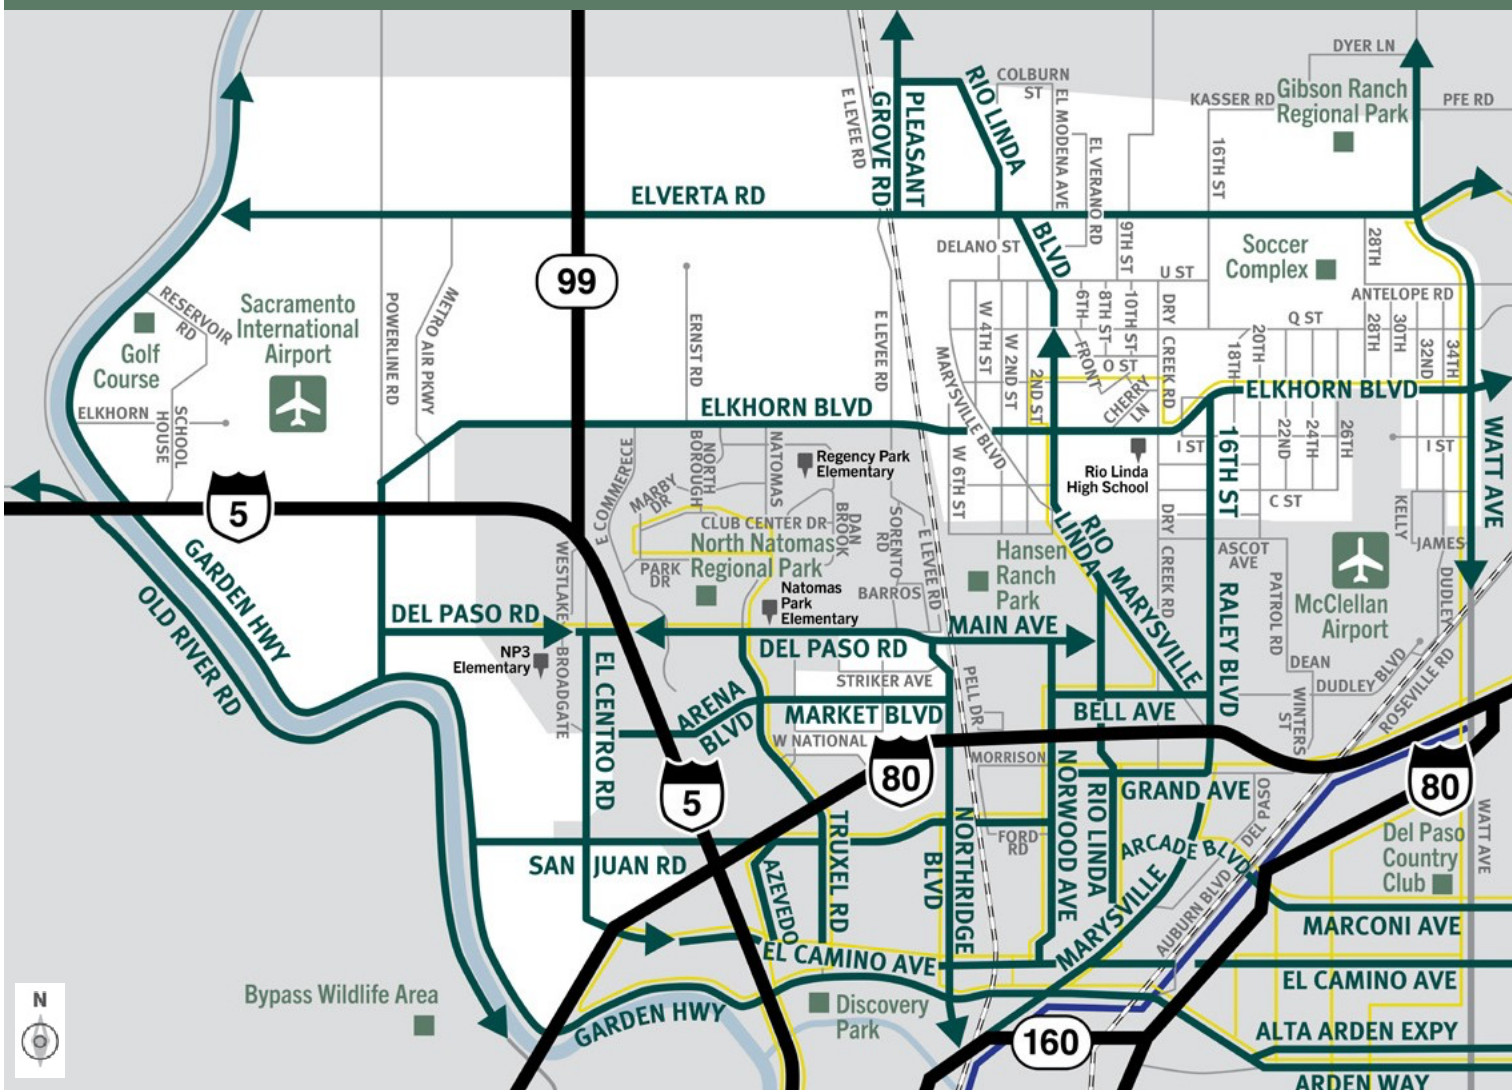 DYER LN
COLBURN
ST
RIO LINDA
Gibson Ranch
Regional Park
KASSER RD
PFE RD
E LEVEE RD
GROVE RD
PLEASANT
EL MODENA AVE
EL VERANO RD
16TH ST
ELVERTA RD
DELANO ST
BLVD
9TH ST
Soccer
Complex
28TH
U ST
99
RESERVOIR
RD
Sacramento
International
Airport
Golf
Course
POWERLINE RD
METRO AIR PKWY
ERNST RD
E LEVEE RD
MARYSVILLE BLVD
W 4TH ST
W 2ND ST
2ND ST
6TH
8TH ST
10TH ST
FRONT
O ST
CHERRY
LN
DRY
CREEK RD
ANTELOPE RD
Q ST
18TH
20TH
28TH
30TH
32ND
34TH
ELKHORN
SCHOOL
HOUSE
ELKHORN BLVD
ELKHORN BLVD
22ND
24TH
26TH
I ST
I ST
C ST
WATT AVE
16TH ST
Rio Linda
High School
W 6TH ST
Regency Park
Elementary
NATOMAS
NORTH
BOROUGH
E COMMERECE
MARBY
DR
CLUB CENTER DR
DAN
BROOK
SORENTO
RD
E LEVEE RD
5
GARDEN HWY
OLD RIVER RD
North Natomas
Regional Park
PARK
DR
Natomas
Park
Elementary
BARROS
Hansen
Ranch
Park
RIO
LINDA
MARYSVILLE
DRY
CREEK RD
ASCOT
AVE
PATROL RD
KELLY
JAMES
DUDLEY
McClellan
Airport
RALEY BLVD
WESTLAKE
BROADGATE
DEL PASO RD
DEL PASO RD
MAIN AVE
NP3
Elementary
EL CENTRO RD
STRIKER AVE
PELL DR
DEAN
DUDLEY BLVD
ROSEVILLE RD
WINTERS
ST
ARENA
BLVD
MARKET BLVD
BELL AVE
W NATIONAL
MORRISON
80
5
80
NORWOOD AVE
RIO LINDA
GRAND AVE
DEL PASO
WATT AVE
SAN JUAN RD
TRUXEL RD
AZEVEDO
NORTHRIDGE
BLVD
FORD
RD
ARCADE BLVD
MARYSVILLE
AUBURN BLVD
Del Paso
Country
Club
MARCONI AVE
EL CAMINO AVE
EL CAMINO AVE
Bypass Wildlife Area
GARDEN HWY
Discovery
Park
160
ALTA ARDEN EXPY
ARDEN WAY
N